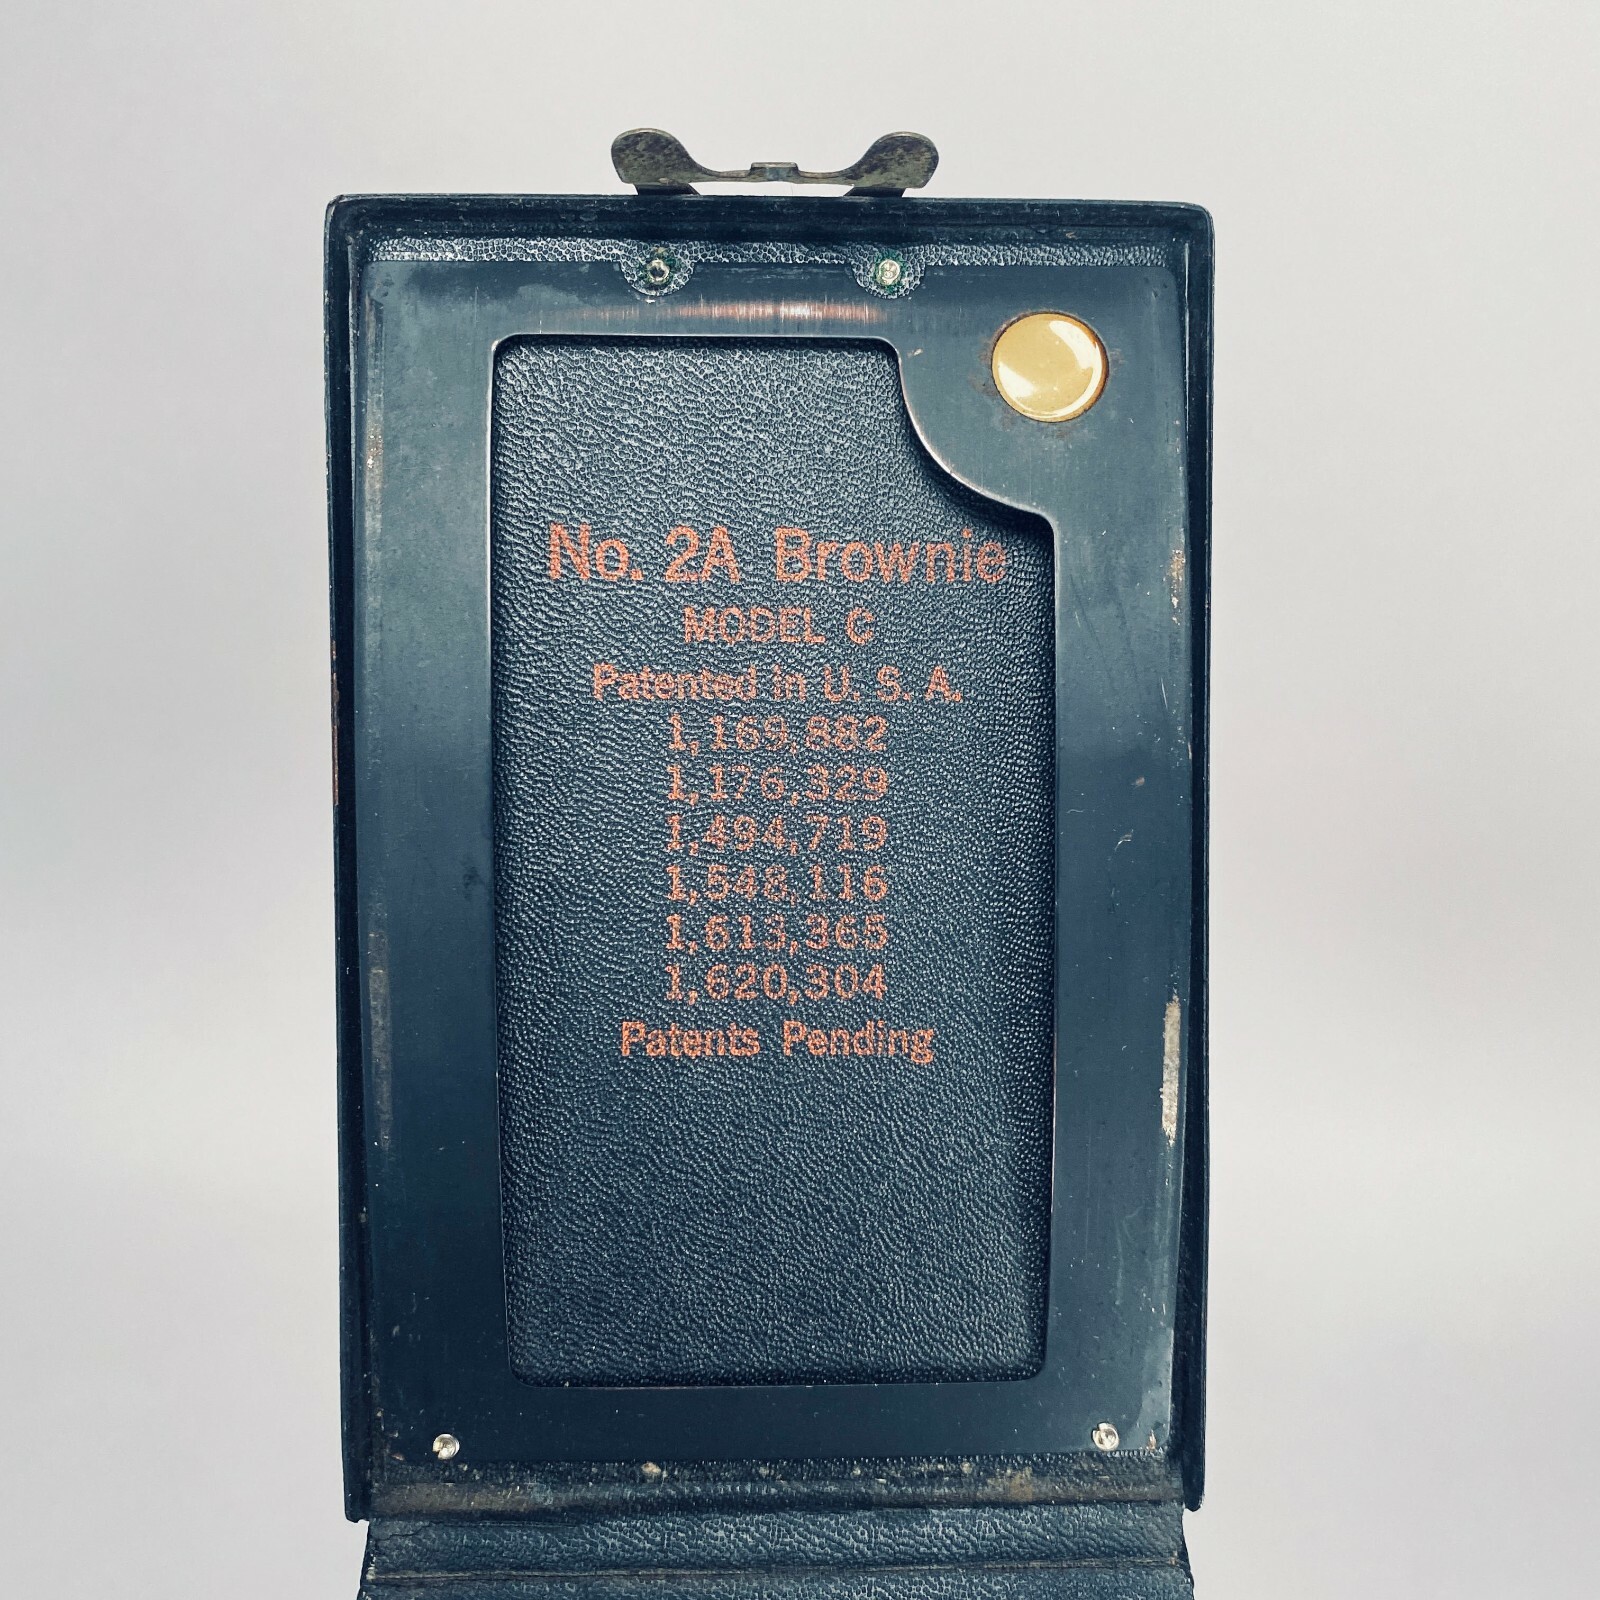 No. 2A Brownie
MODEL C
Patented in U. S. A.
1,169,882
1,176,329
1,494,719
1,548,116
1,613,365
1,620,304
Patents Pending